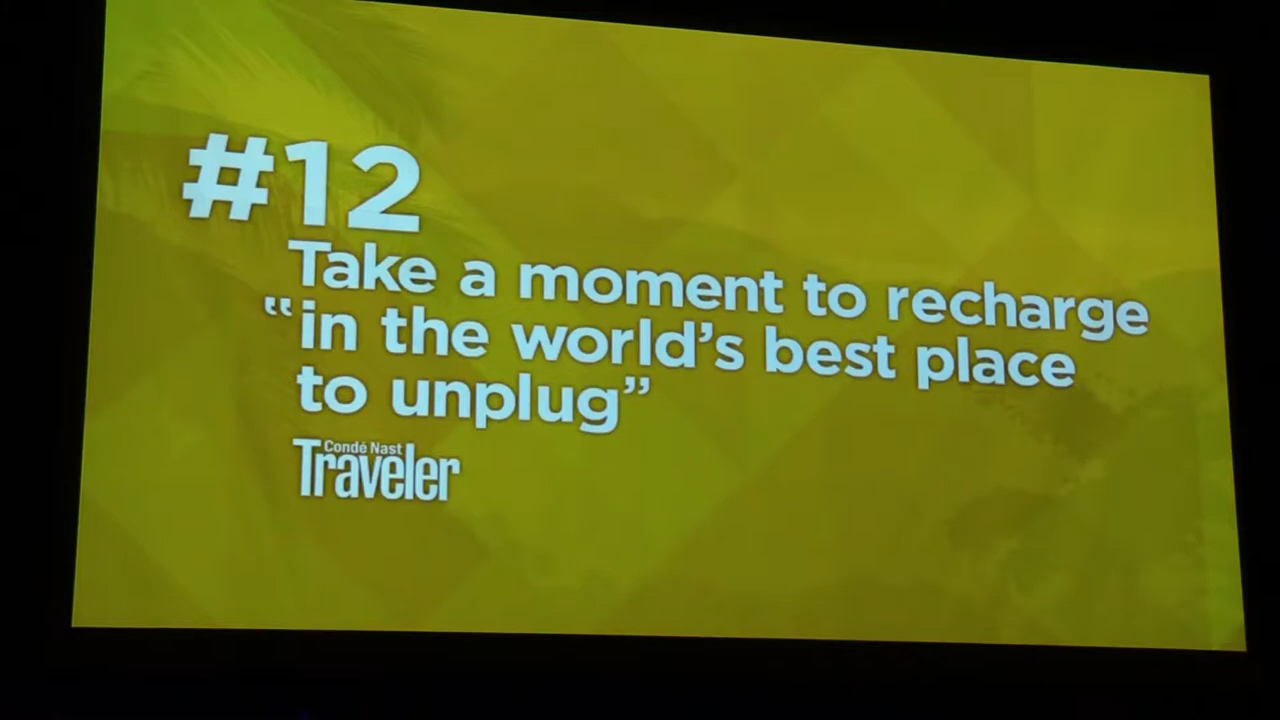 #12
Take a moment to recharge
“in the world’s best place
to unplug”
Condé Nast
Traveler